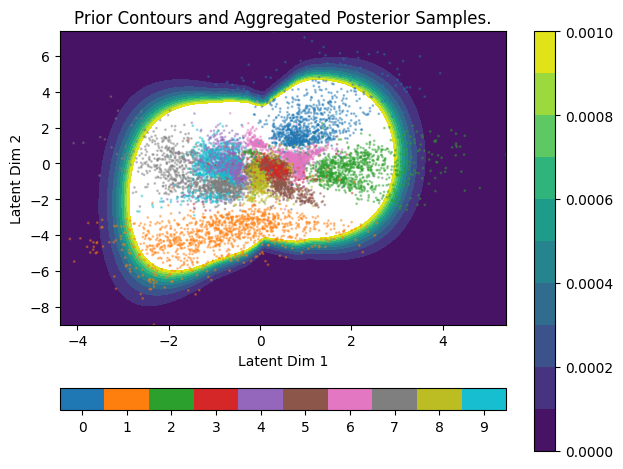 Prior Contours and Aggregated Posterior Samples.
6
4
2
0
−2
−4
−6
−8
Latent Dim 2
−4 −2 0 2 4
Latent Dim 1
0 1 2 3 4 5 6 7 8 9
0.0010
0.0008
0.0006
0.0004
0.0002
0.0000